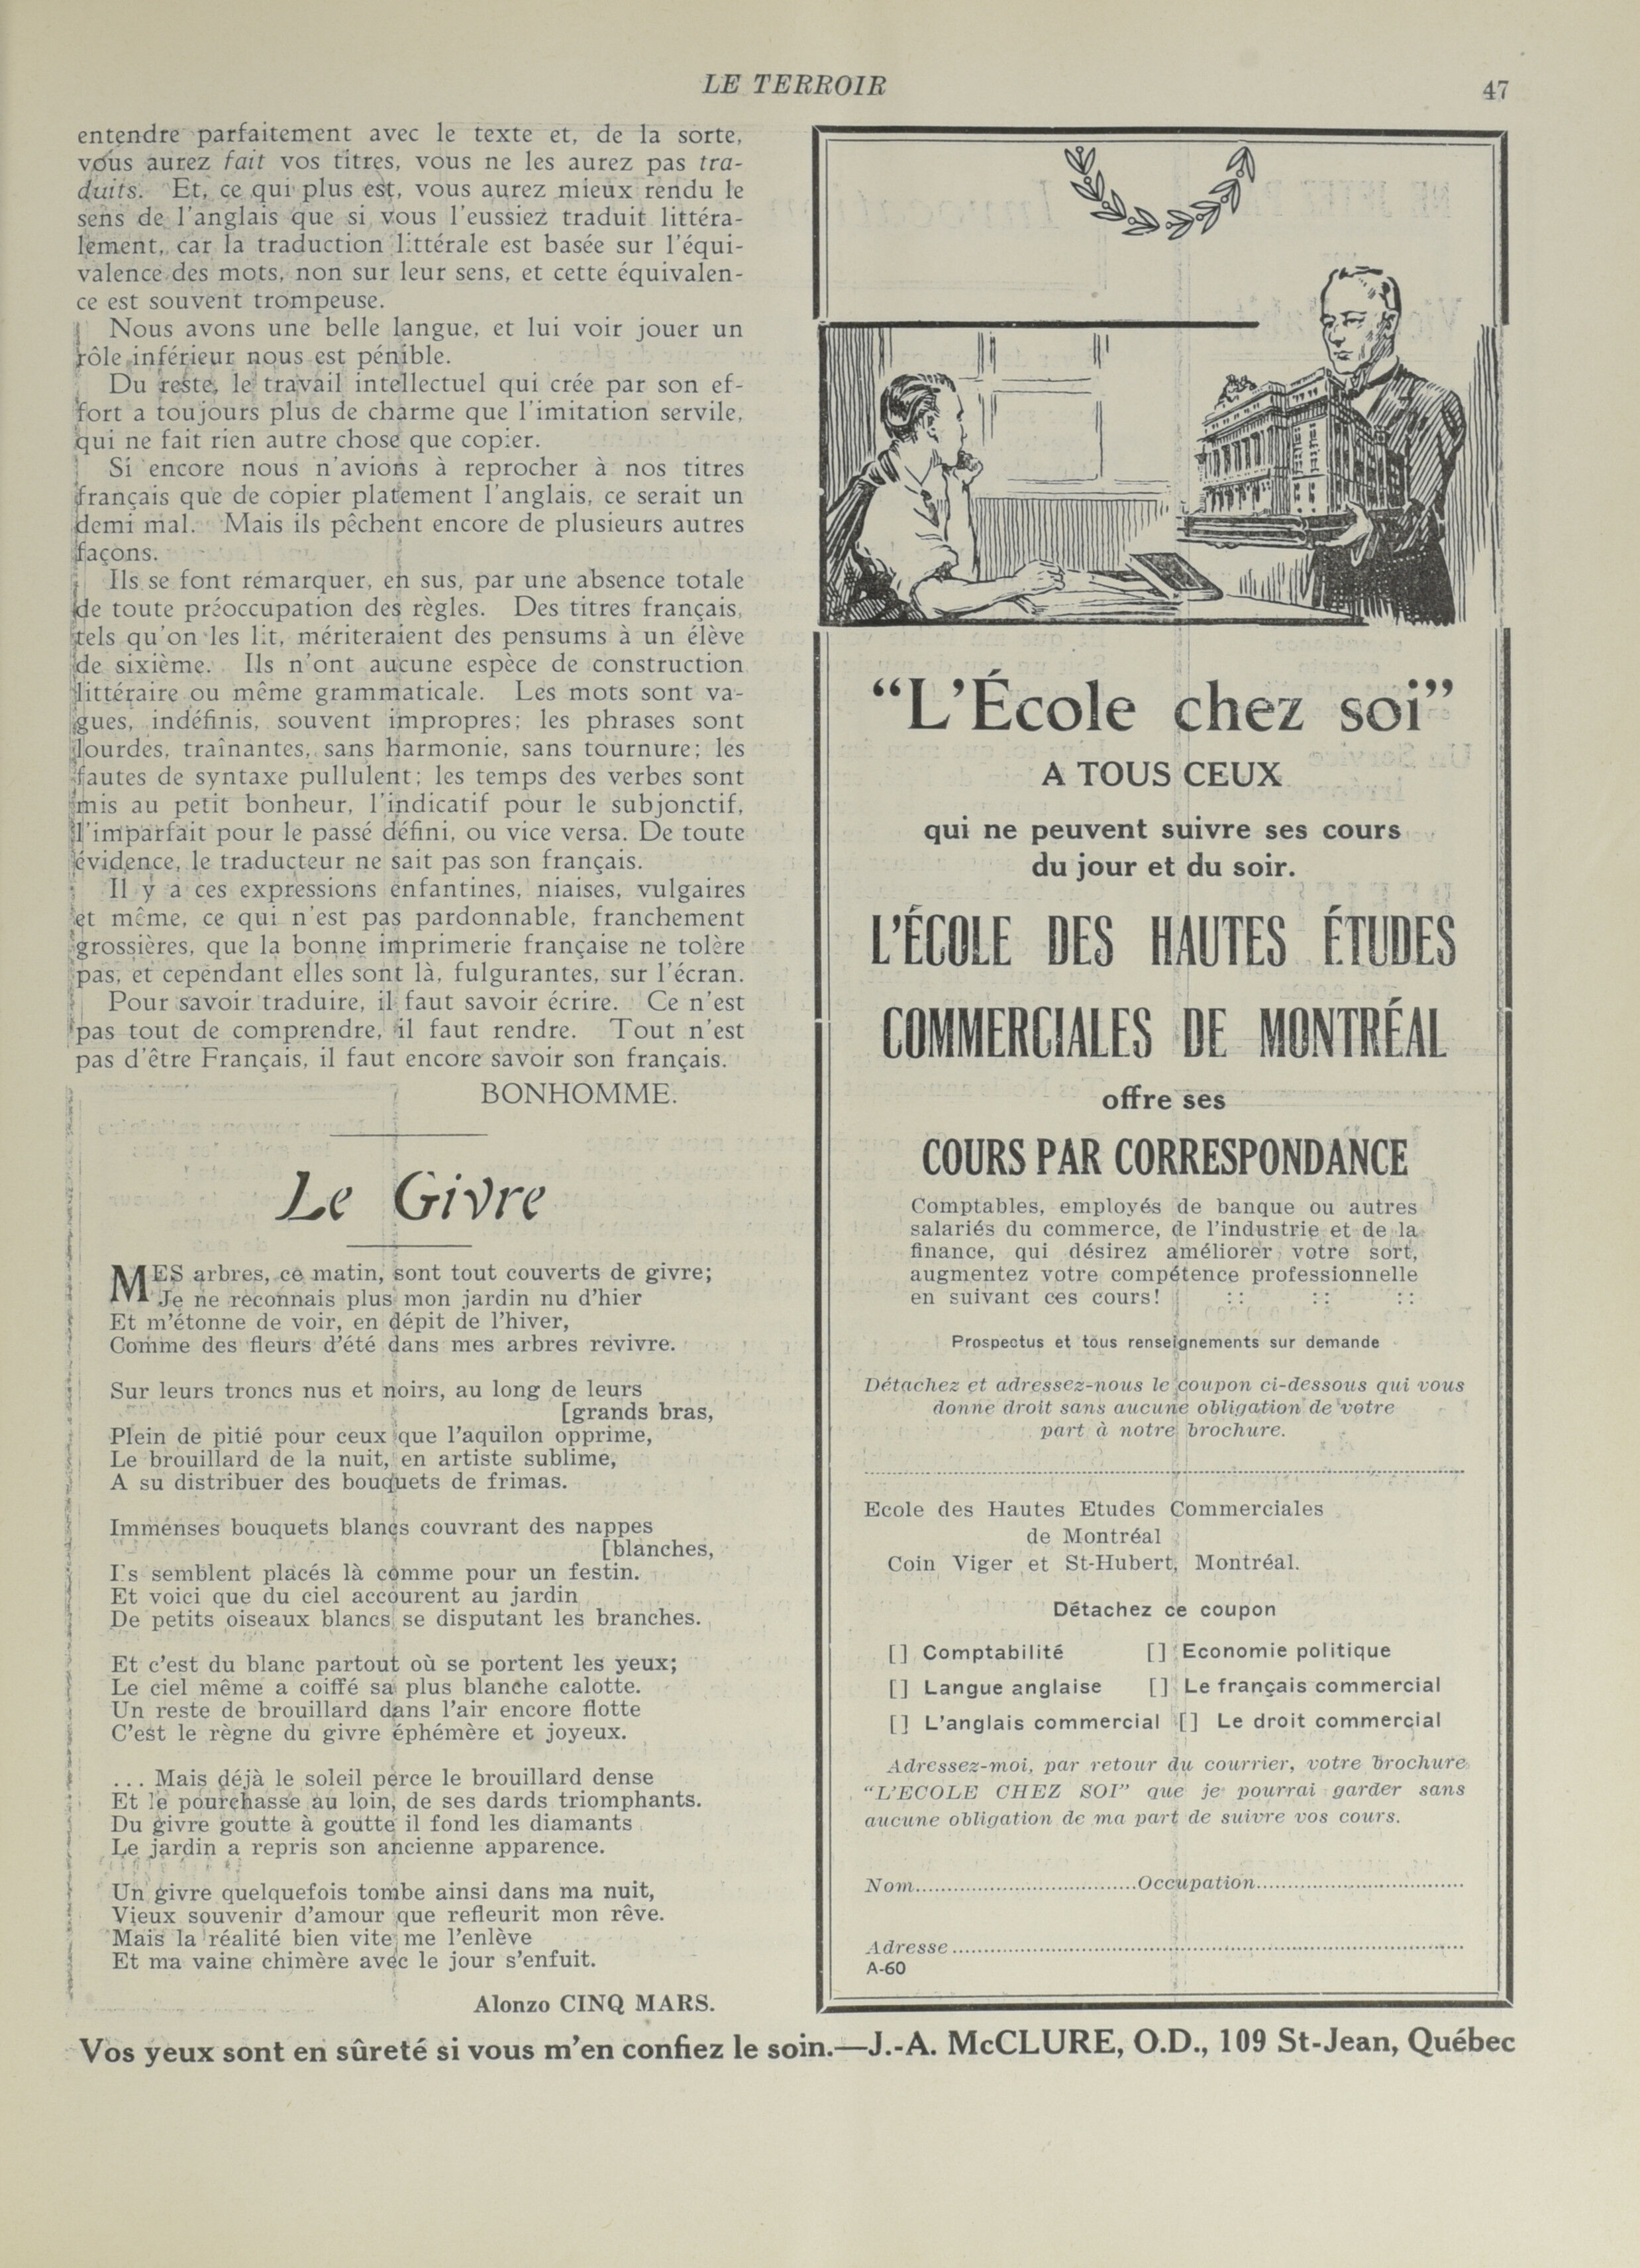 LE TERROIR
47
entendre parfaitement avec le texte et, de la sorte,
vous aurez fait vos titres, vous ne les aurez pas tra-
duits. Et, ce qui plus est, vous aurez mieux rendu le
sens de l'anglais que si vous l'eussiez traduit littéra-
lement, car la traduction littérale est basée sur l'équi-
valence des mots, non sur leur sens, et cette équivalen-
ce est souvent trompeuse.
Nous avons une belle langue, et lui voir jouer un
rôle inférieur nous est pénible.
Du reste, le travail intellectuel qui crée par son ef-
fort a toujours plus de charme que l'imitation servile,
qui ne fait rien autre chose que copier.
Si encore nous n'avions à reprocher à nos titres
français que de copier platement l'anglais, ce serait un
demi mal. Mais ils pêchent encore de plusieurs autres
façons.
Ils se font rémarquer, en sus, par une absence totale
de toute préoccupation des règles. Des titres français,
tels qu'on les lit, mériteraient des pensums à un élève
de sixième. Ils n'ont aucune espèce de construction
littéraire ou même grammaticale. Les mots sont va-
gues, indéfinis, souvent impropres; les phrases sont
lourdes, traînantes, sans harmonie, sans tournure; les
fautes de syntaxe pullulent; les temps des verbes sont
mis au petit bonheur, l'indicatif pour le subjonctif,
l'imparfait pour le passé défini, ou vice versa. De toute
évidence, le traducteur ne sait pas son français.
Il y a ces expressions enfantines, niaises, vulgaires
et même, ce qui n'est pas pardonnable, franchement
grossières, que la bonne imprimerie française ne tolère
pas, et cependant elles sont là, fulgurantes, sur l'écran.
Pour savoir traduire, il faut savoir écrire. Ce n'est
pas tout de comprendre, il faut rendre. Tout n'est
pas d'être Français, il faut encore savoir son français.
BONHOMME.
Le Givre
MES arbres, ce matin, sont tout couverts de givre;
Je ne reconnais plus mon jardin nu d'hier
Et m'étonne de voir, en dépit de l'hiver,
Comme des fleurs d'été dans mes arbres revivre.
Sur leurs troncs nus et noirs, au long de leurs
[grands bras,
Plein de pitié pour ceux que l'aquilon opprime,
Le brouillard de la nuit, en artiste sublime,
A su distribuer des bouquets de frimas.
Immenses bouquets blancs couvrant des nappes
[blanches,
I's semblent placés là comme pour un festin.
Et voici que du ciel accourent au jardin
De petits oiseaux blancs se disputant les branches.
Et c'est du blanc partout où se portent les yeux;
Le ciel même a coiffé sa plus blanche calotte.
Un reste de brouillard dans l'air encore flotte
C'est le règne du givre éphémère et joyeux.
... Mais déjà le soleil perce le brouillard dense
Et le pourchasse au loin, de ses dards triomphants.
Du givre goutte à goutte il fond les diamants
Le jardin a repris son ancienne apparence.
Un givre quelquefois tombe ainsi dans ma nuit,
Vieux souvenir d'amour que refleurit mon rêve.
Mais la réalité bien vite me l'enlève
Et ma vaine chimère avec le jour s'enfuit.
Alonzo CINQ MARS.
"L'École chez soi"
A TOUS CEUX
qui ne peuvent suivre ses cours
du jour et du soir.
L'ÉCOLE DES HAUTES ÉTUDES
COMMERCIALES DE MONTRÉAL
offre ses
COURS PAR CORRESPONDANCE
Comptables, employés de banque ou autres
salariés du commerce, de l'industrie et de la
finance, qui désirez améliorer votre sort,
augmentez votre compétence professionnelle
en suivant ces cours! :: :: ::
Prospectus et tous renseignements sur demande
Détachez et adressez-nous le coupon ci-dessous qui vous
donne droit sans aucune obligation de votre
part à notre brochure.
Ecole des Hautes Etudes Commerciales
de Montréal
Coin Viger et St-Hubert, Montréal.
Détachez ce coupon
[] Comptabilité [] Economie politique
[] Langue anglaise [] Le français commercial
[] L'anglais commercial [] Le droit commercial
Adressez-moi, par retour du courrier, votre brochure
"L'ECOLE CHEZ SOI" que je pourrai garder sans
aucune obligation de ma part de suivre vos cours.
Nom..................................Occupation................................
Adresse................................................................................
A-60
Vos yeux sont en sûreté si vous m'en confiez le soin.—J.-A. McCLURE, O.D., 109 St-Jean, Québec